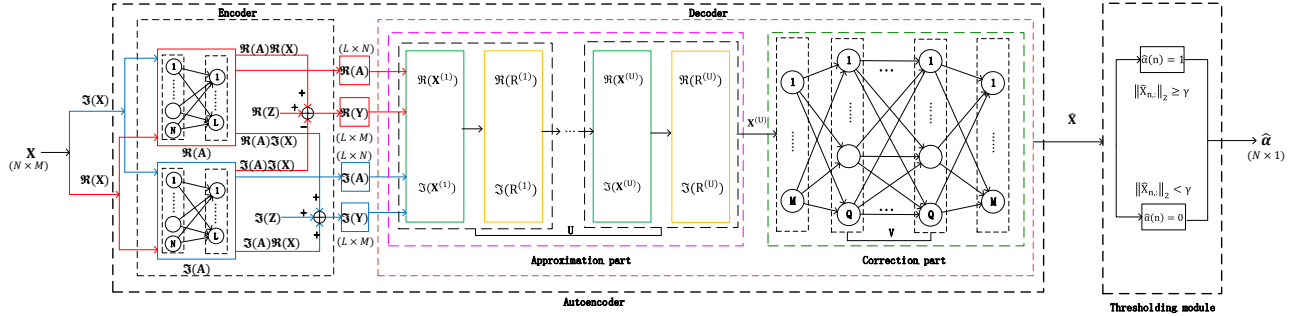 Encoder
Decoder
ℜ(A)ℜ(X)
(L × N)
ℜ(A)
ℑ(X)
1
N
1
L
ℜ(Z)
+
+
−
ℜ(Y)
(L × M)
ℜ(A)ℑ(X)
ℜ(A)
X
(N × M)
ℜ(X)
ℑ(A)ℑ(X)
(L × N)
ℑ(A)
1
N
1
L
ℑ(Z)
+
+
+
ℑ(Y)
(L × M)
ℑ(A)ℜ(X)
ℑ(A)
ℜ(X⁽¹⁾)
ℜ(R⁽¹⁾)
ℜ(X⁽ᵁ⁾)
ℜ(R⁽ᵁ⁾)
ℑ(X⁽¹⁾)
ℑ(R⁽¹⁾)
ℑ(X⁽ᵁ⁾)
ℑ(R⁽ᵁ⁾)
U
Approximation part
X⁽ᵁ⁾
1
M
1
Q
1
Q
1
M
V
Correction part
Autoencoder
X̂
α̂(n) = 1
‖X̂ₙ,:‖₂ ≥ γ
‖X̂ₙ,:‖₂ < γ
α̂(n) = 0
Thresholding module
α̂
(N × 1)